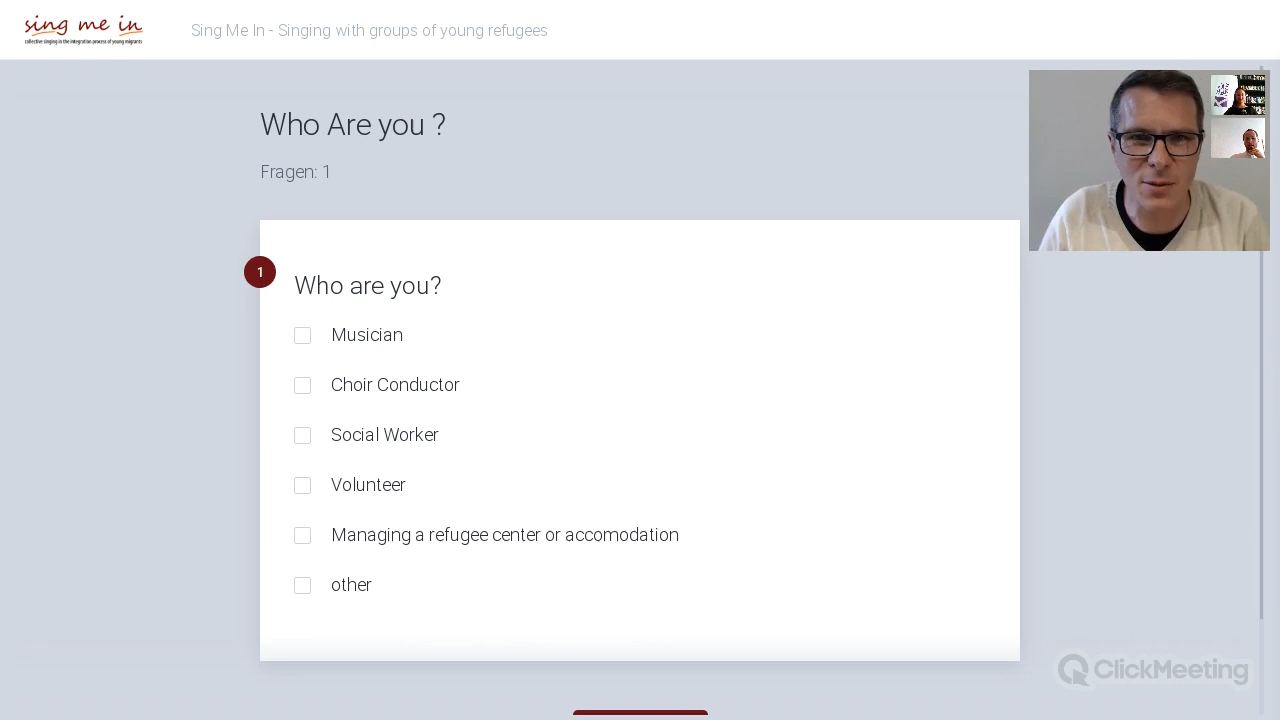 sing me in
collective singing in the integration process of young migrants
Sing Me In - Singing with groups of young refugees
Who Are you ?
Fragen: 1
1
Who are you?
Musician
Choir Conductor
Social Worker
Volunteer
Managing a refugee center or accomodation
other
ClickMeeting